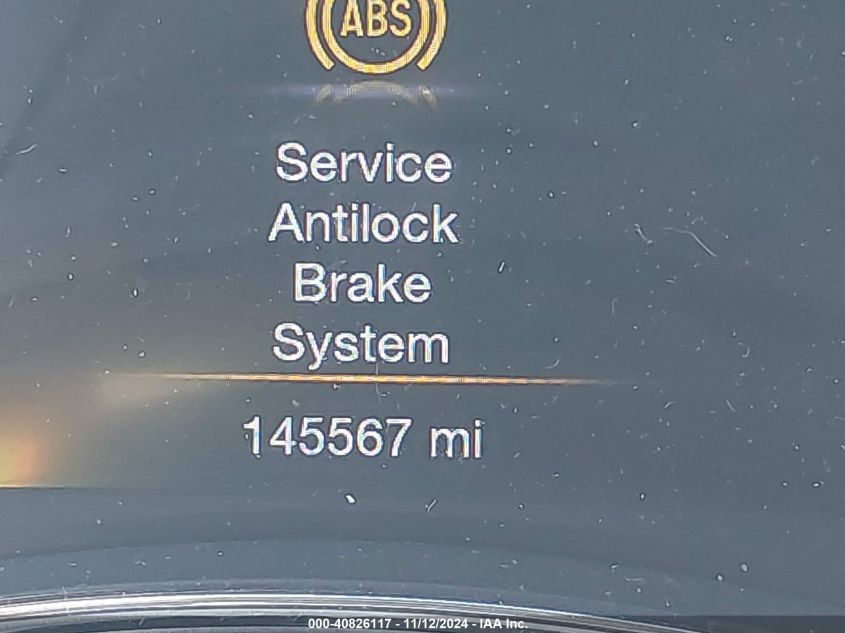 ABS
Service
Antilock
Brake
System
145567 mi
000-40826117 - 11/12/2024 - IAA Inc.